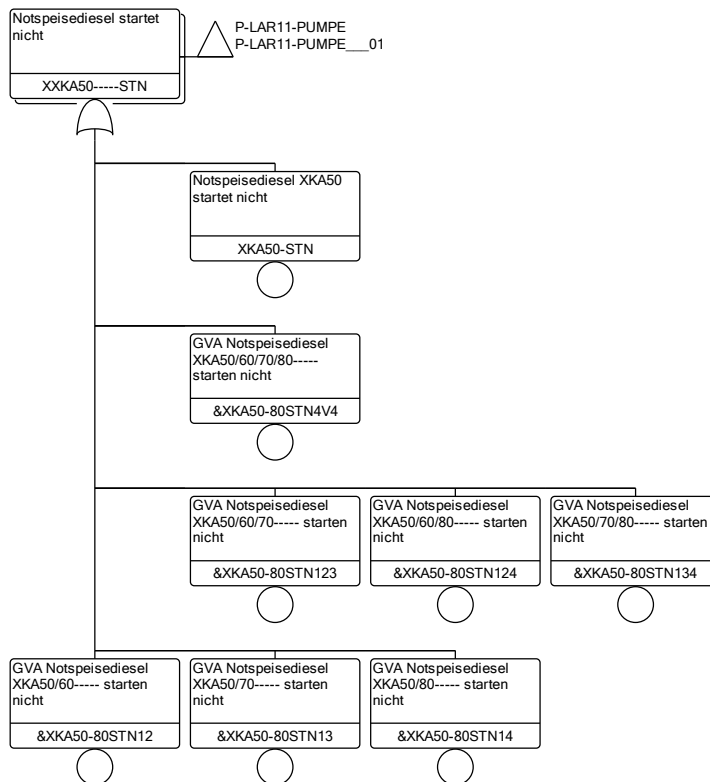 Notspeisediesel startet
nicht
XXKA50-----STN
P-LAR11-PUMPE
P-LAR11-PUMPE___01
Notspeisediesel XKA50
startet nicht
XKA50-STN
GVA Notspeisediesel
XKA50/60/70/80-----
starten nicht
&XKA50-80STN4V4
GVA Notspeisediesel
XKA50/60/70----- starten
nicht
&XKA50-80STN123
GVA Notspeisediesel
XKA50/60/80----- starten
nicht
&XKA50-80STN124
GVA Notspeisediesel
XKA50/70/80----- starten
nicht
&XKA50-80STN134
GVA Notspeisediesel
XKA50/60----- starten
nicht
&XKA50-80STN12
GVA Notspeisediesel
XKA50/70----- starten
nicht
&XKA50-80STN13
GVA Notspeisediesel
XKA50/80----- starten
nicht
&XKA50-80STN14